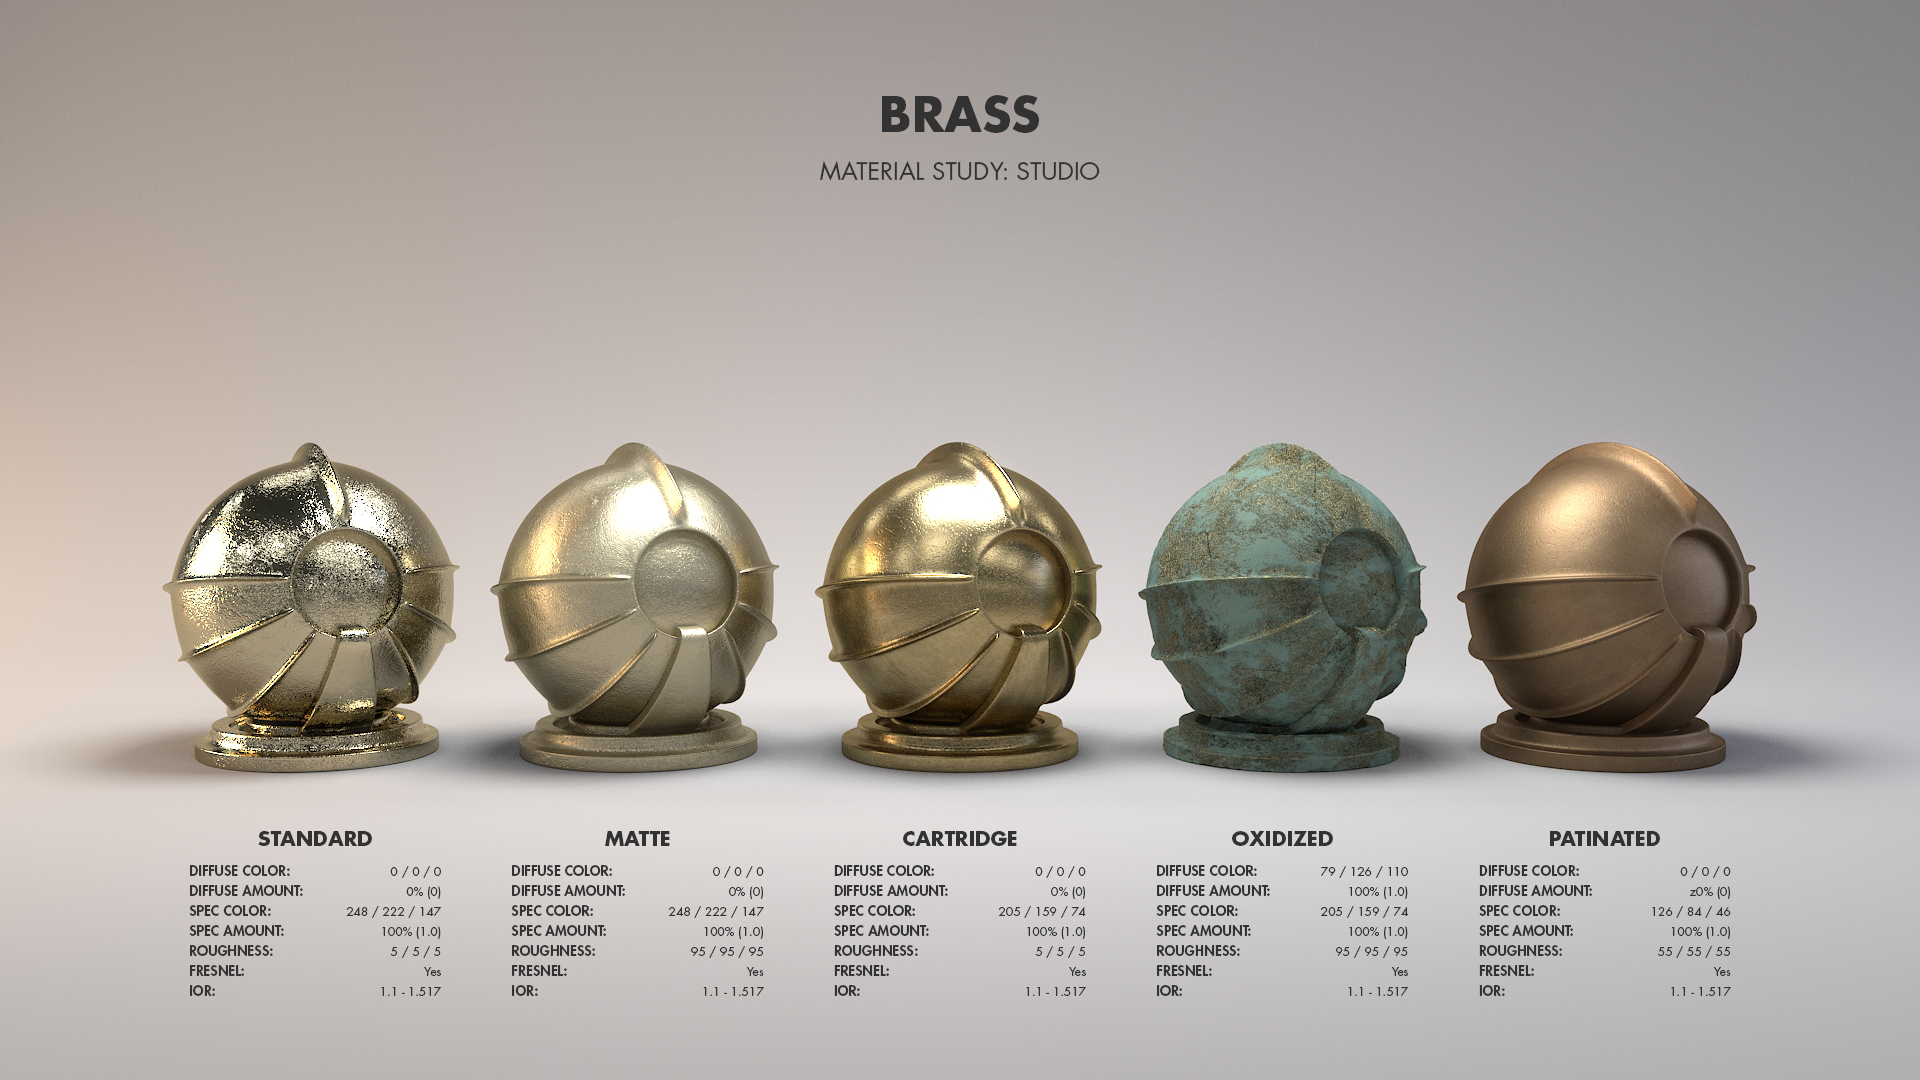 BRASS
MATERIAL STUDY: STUDIO
STANDARD
DIFFUSE COLOR: 0 / 0 / 0
DIFFUSE AMOUNT: 0% (0)
SPEC COLOR: 248 / 222 / 147
SPEC AMOUNT: 100% (1.0)
ROUGHNESS: 5 / 5 / 5
FRESNEL: Yes
IOR: 1.1 - 1.517
MATTE
DIFFUSE COLOR: 0 / 0 / 0
DIFFUSE AMOUNT: 0% (0)
SPEC COLOR: 248 / 222 / 147
SPEC AMOUNT: 100% (1.0)
ROUGHNESS: 95 / 95 / 95
FRESNEL: Yes
IOR: 1.1 - 1.517
CARTRIDGE
DIFFUSE COLOR: 0 / 0 / 0
DIFFUSE AMOUNT: 0% (0)
SPEC COLOR: 205 / 159 / 74
SPEC AMOUNT: 100% (1.0)
ROUGHNESS: 5 / 5 / 5
FRESNEL: Yes
IOR: 1.1 - 1.517
OXIDIZED
DIFFUSE COLOR: 79 / 126 / 110
DIFFUSE AMOUNT: 100% (1.0)
SPEC COLOR: 205 / 159 / 74
SPEC AMOUNT: 100% (1.0)
ROUGHNESS: 95 / 95 / 95
FRESNEL: Yes
IOR: 1.1 - 1.517
PATINATED
DIFFUSE COLOR: 0 / 0 / 0
DIFFUSE AMOUNT: z0% (0)
SPEC COLOR: 126 / 84 / 46
SPEC AMOUNT: 100% (1.0)
ROUGHNESS: 55 / 55 / 55
FRESNEL: Yes
IOR: 1.1 - 1.517